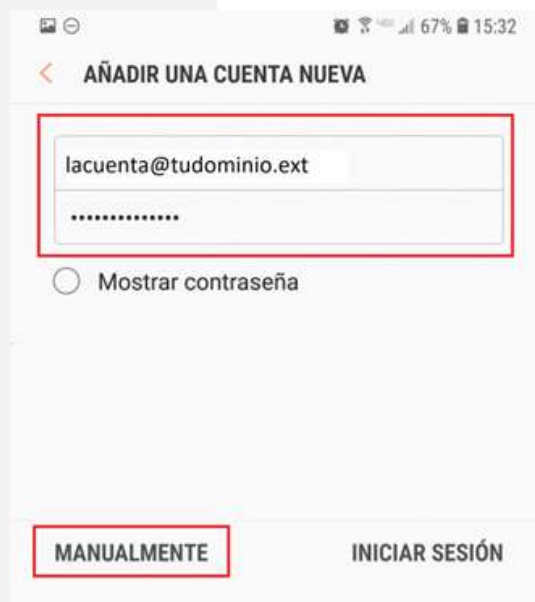 67% 15:32
AÑADIR UNA CUENTA NUEVA
lacuenta@tudominio.ext
••••••••••••••
Mostrar contraseña
MANUALMENTE INICIAR SESIÓN